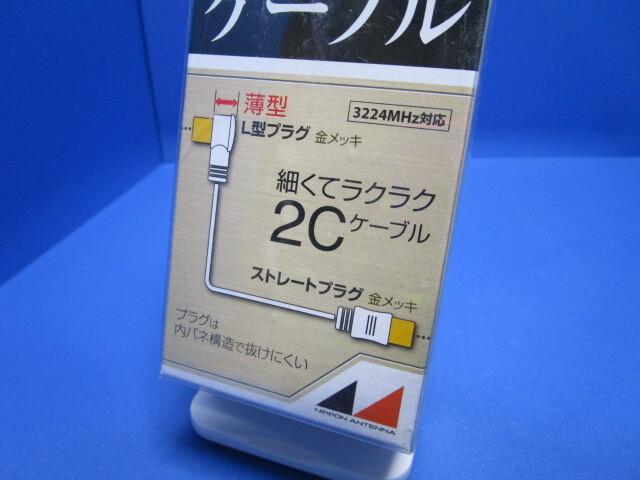 ケーブル
薄型
3224MHz対応
L型プラグ 金メッキ
細くてラクラク
2Cケーブル
ストレートプラグ 金メッキ
プラグは
内バネ構造で抜けにくい
NIPPON ANTENNA